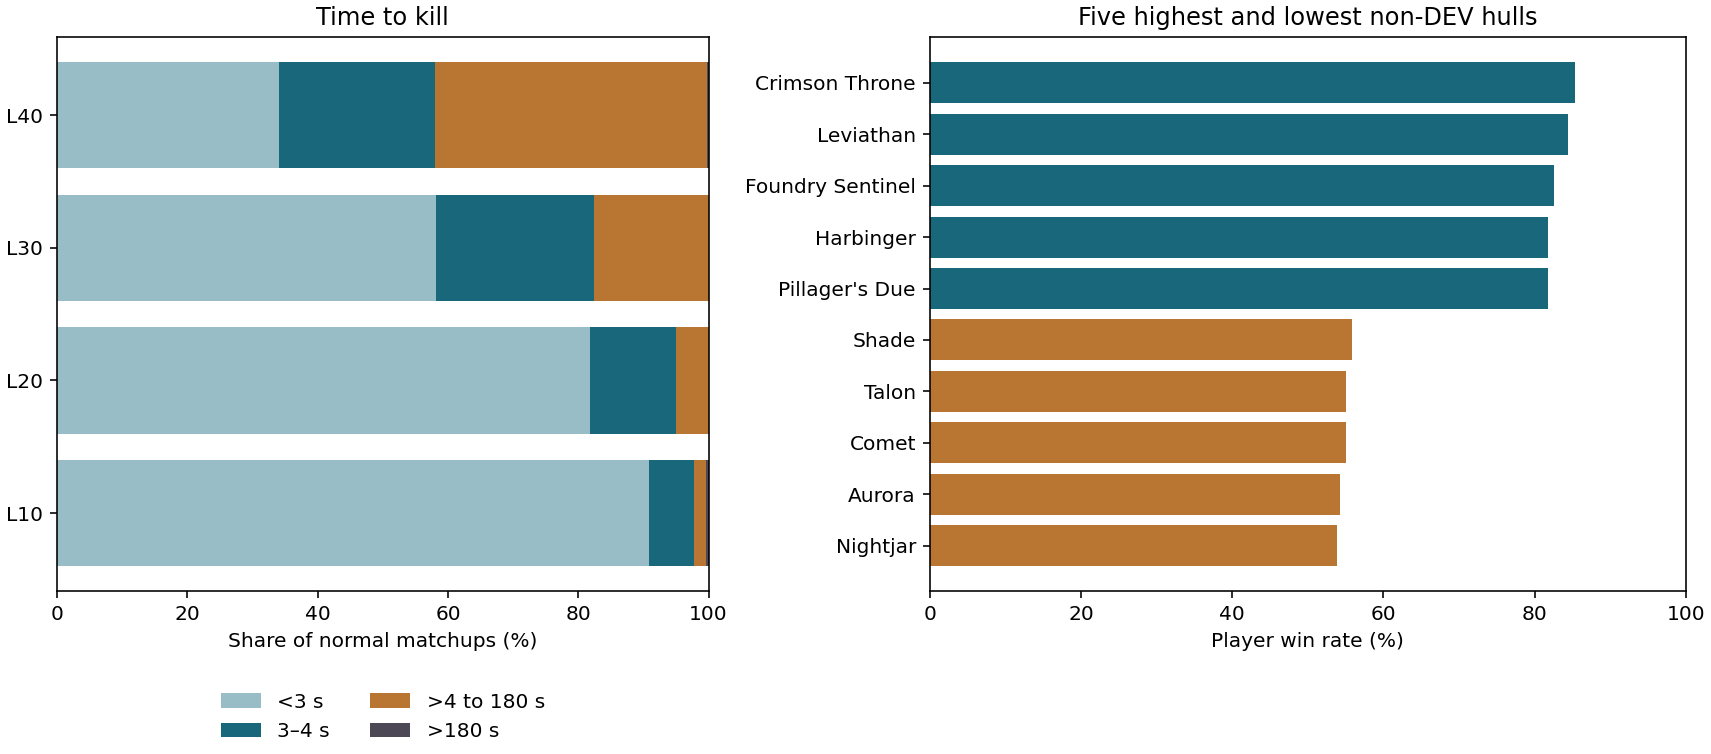 Time to kill
L40
L30
L20
L10
0 20 40 60 80 100
Share of normal matchups (%)
<3 s
3–4 s
>4 to 180 s
>180 s
Five highest and lowest non-DEV hulls
Crimson Throne
Leviathan
Foundry Sentinel
Harbinger
Pillager's Due
Shade
Talon
Comet
Aurora
Nightjar
0 20 40 60 80 100
Player win rate (%)